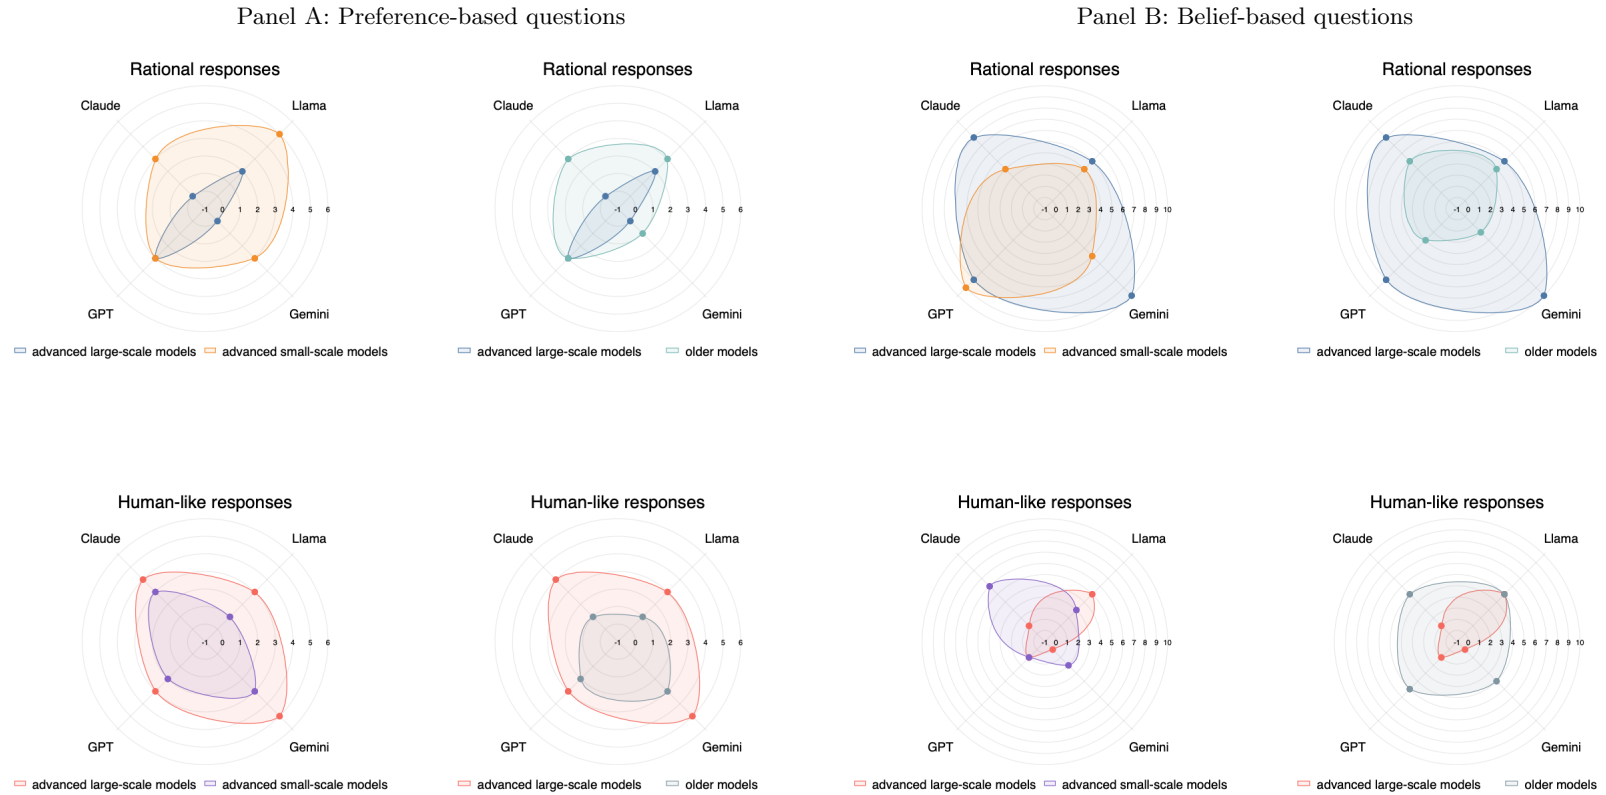 Panel A: Preference-based questions
Panel B: Belief-based questions
Rational responses
Claude
Llama
-1 0 1 2 3 4 5 6
GPT
Gemini
advanced large-scale models advanced small-scale models
Rational responses
Claude
Llama
-1 0 1 2 3 4 5 6
GPT
Gemini
advanced large-scale models older models
Rational responses
Claude
Llama
-1 0 1 2 3 4 5 6 7 8 9 10
GPT
Gemini
advanced large-scale models advanced small-scale models
Rational responses
Claude
Llama
-1 0 1 2 3 4 5 6 7 8 9 10
GPT
Gemini
advanced large-scale models older models
Human-like responses
Claude
Llama
-1 0 1 2 3 4 5 6
GPT
Gemini
advanced large-scale models advanced small-scale models
Human-like responses
Claude
Llama
-1 0 1 2 3 4 5 6
GPT
Gemini
advanced large-scale models older models
Human-like responses
Claude
Llama
-1 0 1 2 3 4 5 6 7 8 9 10
GPT
Gemini
advanced large-scale models advanced small-scale models
Human-like responses
Claude
Llama
-1 0 1 2 3 4 5 6 7 8 9 10
GPT
Gemini
advanced large-scale models older models